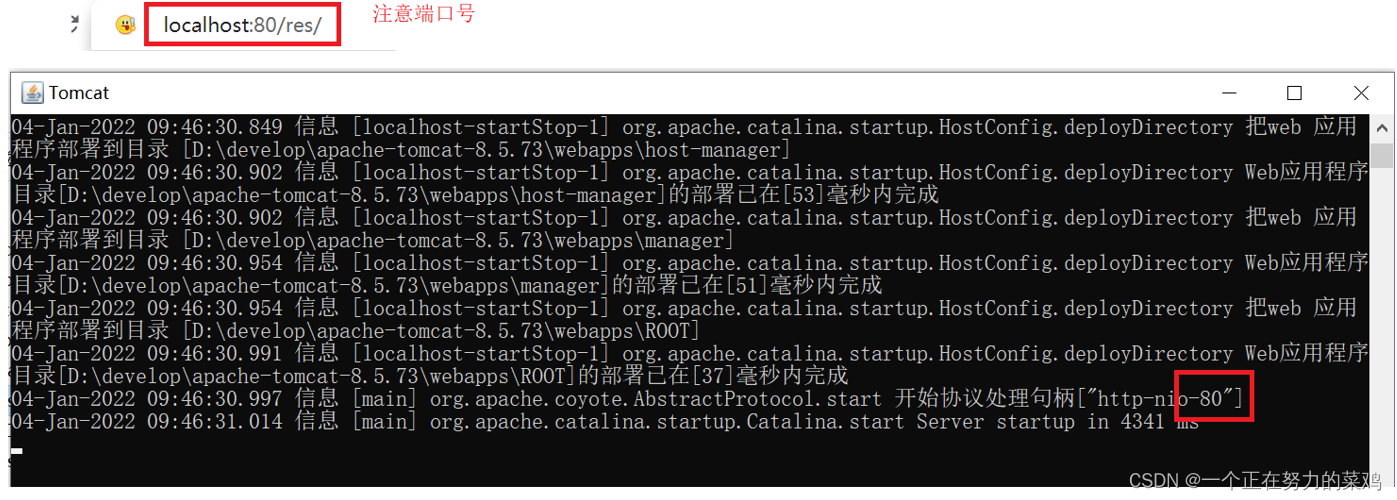 localhost:80/res/
注意端口号
Tomcat
04-Jan-2022 09:46:30.849 信息 [localhost-startStop-1] org.apache.catalina.startup.HostConfig.deployDirectory 把web 应用
程序部署到目录 [D:\develop\apache-tomcat-8.5.73\webapps\host-manager]
04-Jan-2022 09:46:30.902 信息 [localhost-startStop-1] org.apache.catalina.startup.HostConfig.deployDirectory Web应用程序
目录[D:\develop\apache-tomcat-8.5.73\webapps\host-manager]的部署已在[53]毫秒内完成
04-Jan-2022 09:46:30.902 信息 [localhost-startStop-1] org.apache.catalina.startup.HostConfig.deployDirectory 把web 应用
程序部署到目录 [D:\develop\apache-tomcat-8.5.73\webapps\manager]
04-Jan-2022 09:46:30.954 信息 [localhost-startStop-1] org.apache.catalina.startup.HostConfig.deployDirectory Web应用程序
目录[D:\develop\apache-tomcat-8.5.73\webapps\manager]的部署已在[51]毫秒内完成
04-Jan-2022 09:46:30.954 信息 [localhost-startStop-1] org.apache.catalina.startup.HostConfig.deployDirectory 把web 应用
程序部署到目录 [D:\develop\apache-tomcat-8.5.73\webapps\ROOT]
04-Jan-2022 09:46:30.991 信息 [localhost-startStop-1] org.apache.catalina.startup.HostConfig.deployDirectory Web应用程序
目录[D:\develop\apache-tomcat-8.5.73\webapps\ROOT]的部署已在[37]毫秒内完成
04-Jan-2022 09:46:30.997 信息 [main] org.apache.coyote.AbstractProtocol.start 开始协议处理句柄["http-nio-80"]
04-Jan-2022 09:46:31.014 信息 [main] org.apache.catalina.startup.Catalina.start Server startup in 4341 ms
CSDN @一个正在努力的菜鸡